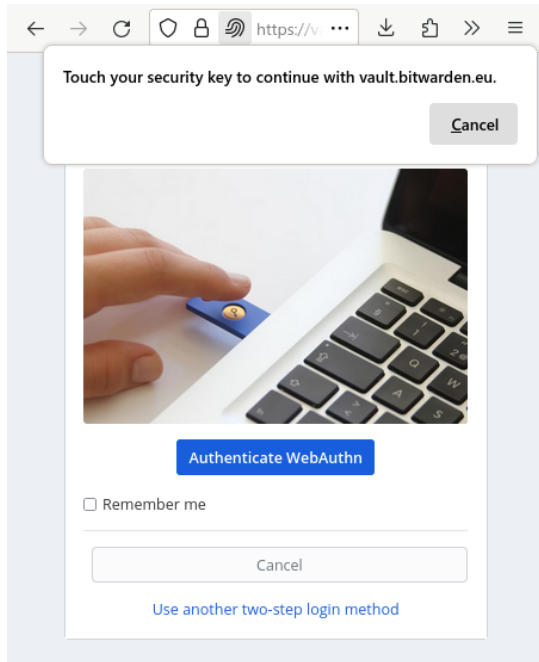 https://v
Touch your security key to continue with vault.bitwarden.eu.
Cancel
Authenticate WebAuthn
Remember me
Cancel
Use another two-step login method